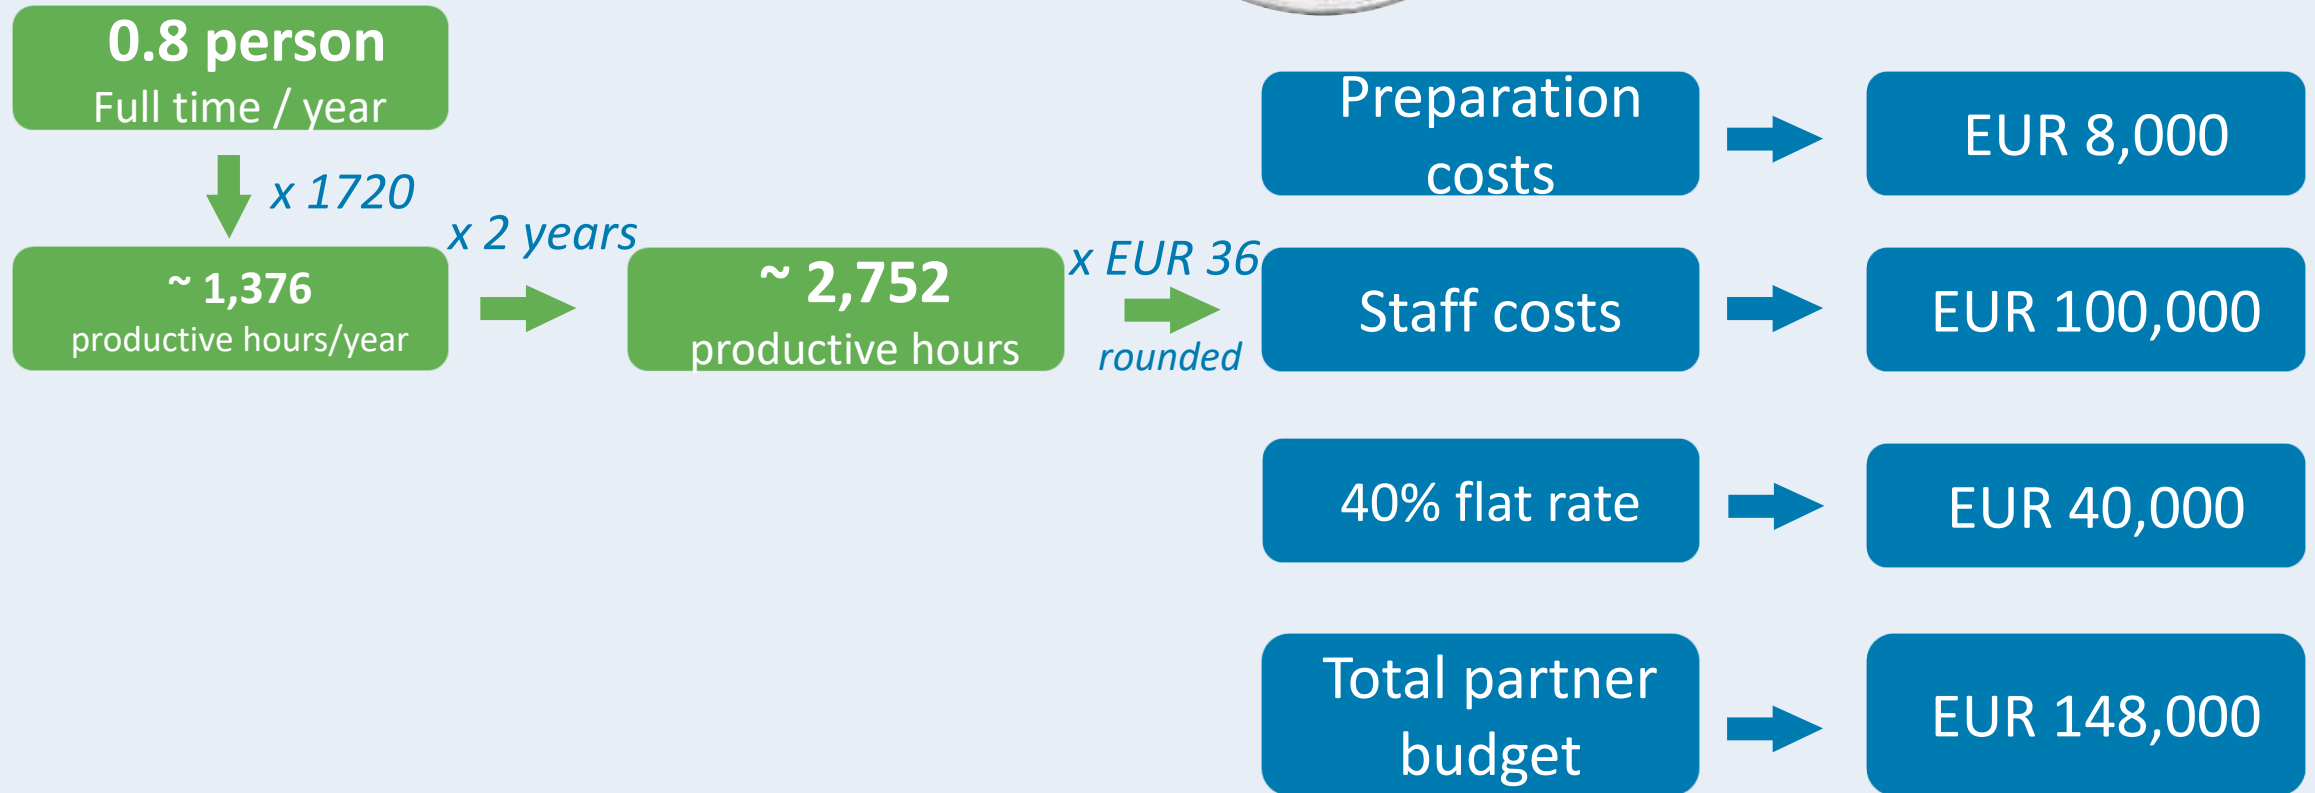 0.8 person
Full time / year
x 1720
~ 1,376
productive hours/year
x 2 years
~ 2,752
productive hours
x EUR 36
rounded
Preparation
costs
EUR 8,000
Staff costs
EUR 100,000
40% flat rate
EUR 40,000
Total partner
budget
EUR 148,000